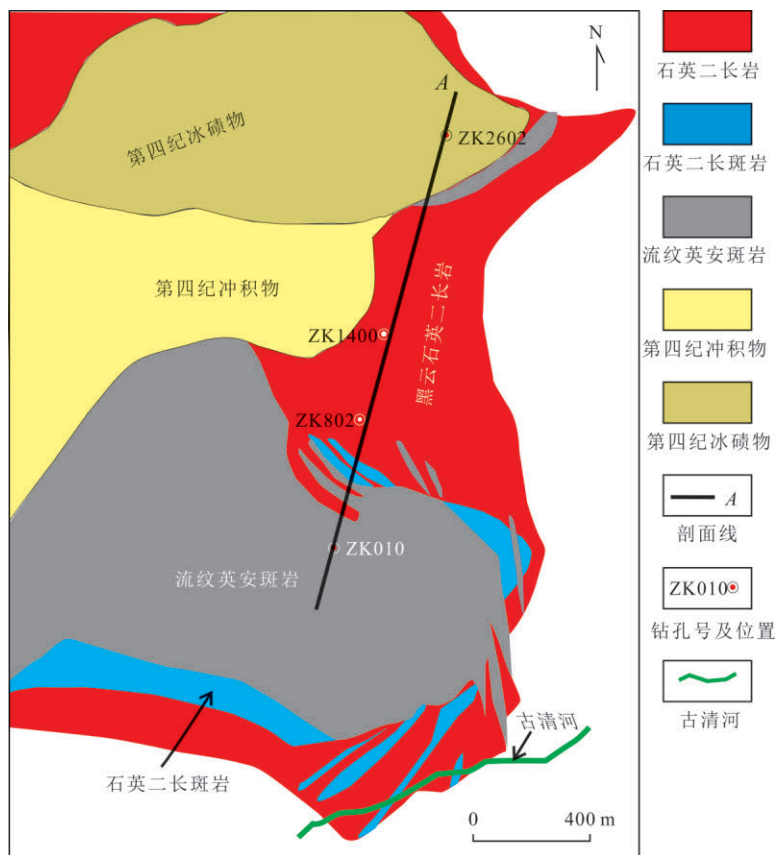 N
A
ZK2602
第四纪冰碛物
第四纪冲积物
ZK1400
黑云石英二长岩
ZK802
ZK010
流纹英安斑岩
石英二长斑岩
古清河
0 400 m
石英二长岩
石英二长斑岩
流纹英安斑岩
第四纪冲积物
第四纪冰碛物
A
剖面线
ZK010
钻孔号及位置
古清河